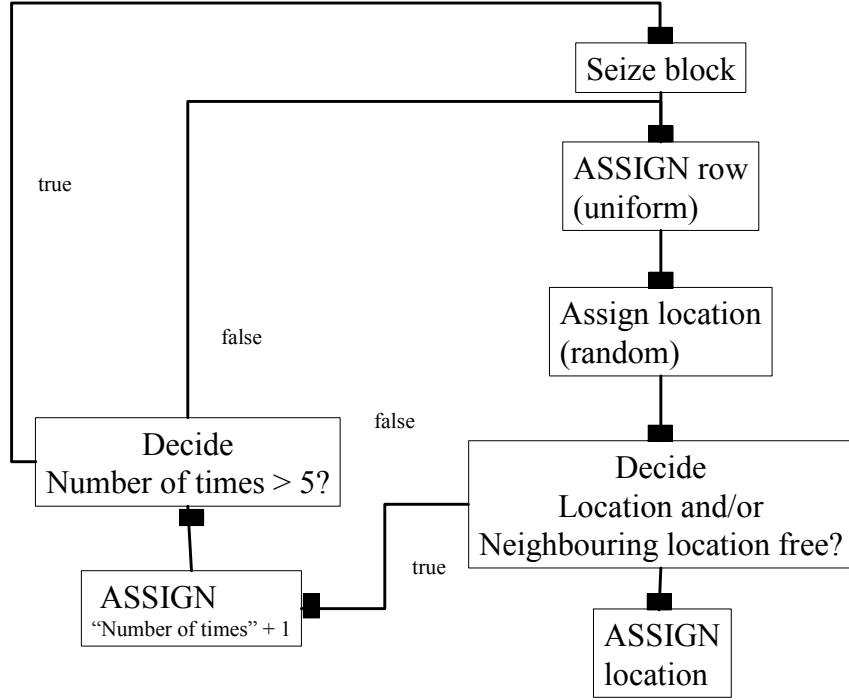 Seize block
ASSIGN row
(uniform)
true
Assign location
(random)
false
false
Decide
Number of times > 5?
Decide
Location and/or
Neighbouring location free?
true
ASSIGN
“Number of times” + 1
ASSIGN
location